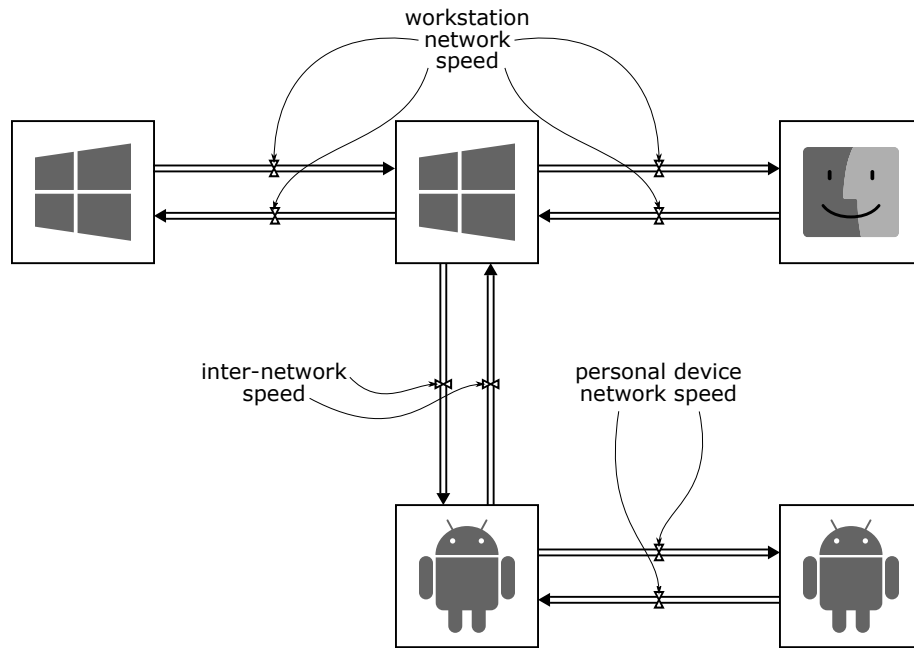 workstation
network
speed
inter-network
speed
personal device
network speed